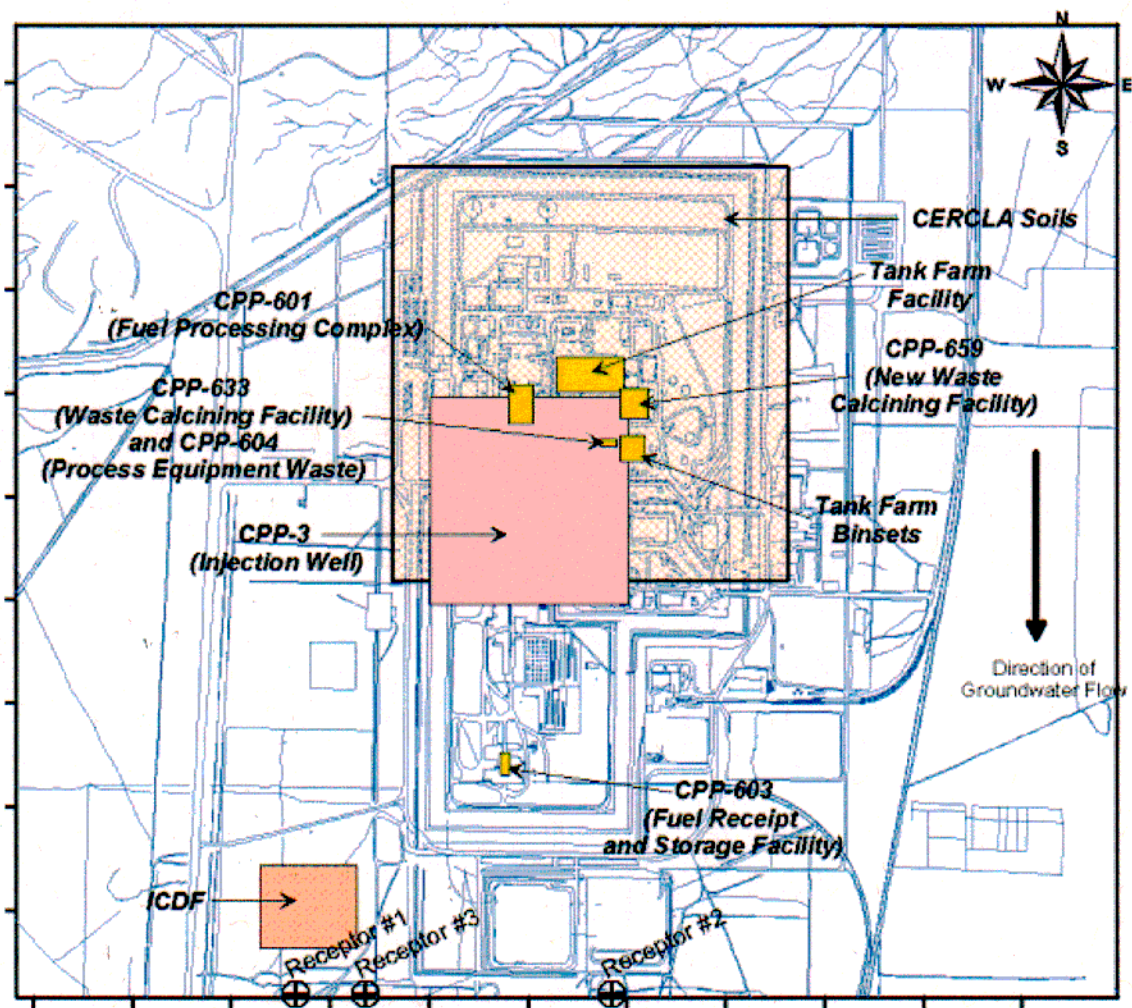 N
W E
S
CERCLA Soils
Tank Farm
Facility
CPP-601
(Fuel Processing Complex)
CPP-659
(New Waste
Calcining Facility)
CPP-633
(Waste Calcining Facility)
and CPP-604
(Process Equipment Waste)
Tank Farm
Binsets
CPP-3
(Injection Well)
Direction of
Groundwater Flow
CPP-603
(Fuel Receipt
and Storage Facility)
ICDF
Receptor #1
Receptor #3
Receptor #2